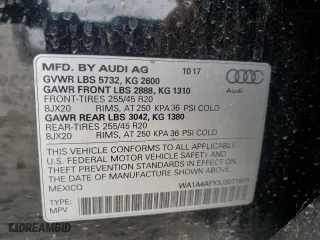 MFD. BY AUDI AG 10 17
GVWR LBS 5732, KG 2600
GAWR FRONT LBS 2888, KG 1310
FRONT-TIRES 255/45 R20
8JX20 RIMS, AT 250 KPA 36 PSI COLD
GAWR REAR LBS 3042, KG 1380
REAR-TIRES 255/45 R20
8JX20 RIMS, AT 250 KPA 36 PSI COLD
Audi
THIS VEHICLE CONFORMS TO ALL APPLICABLE
U.S. FEDERAL MOTOR VEHICLE SAFETY AND
THEFT PREVENTION STANDARDS IN EFFECT ON
THE DATE OF MANUFACTURE SHOWN ABOVE.
MEXICO
TYPE:
MPV